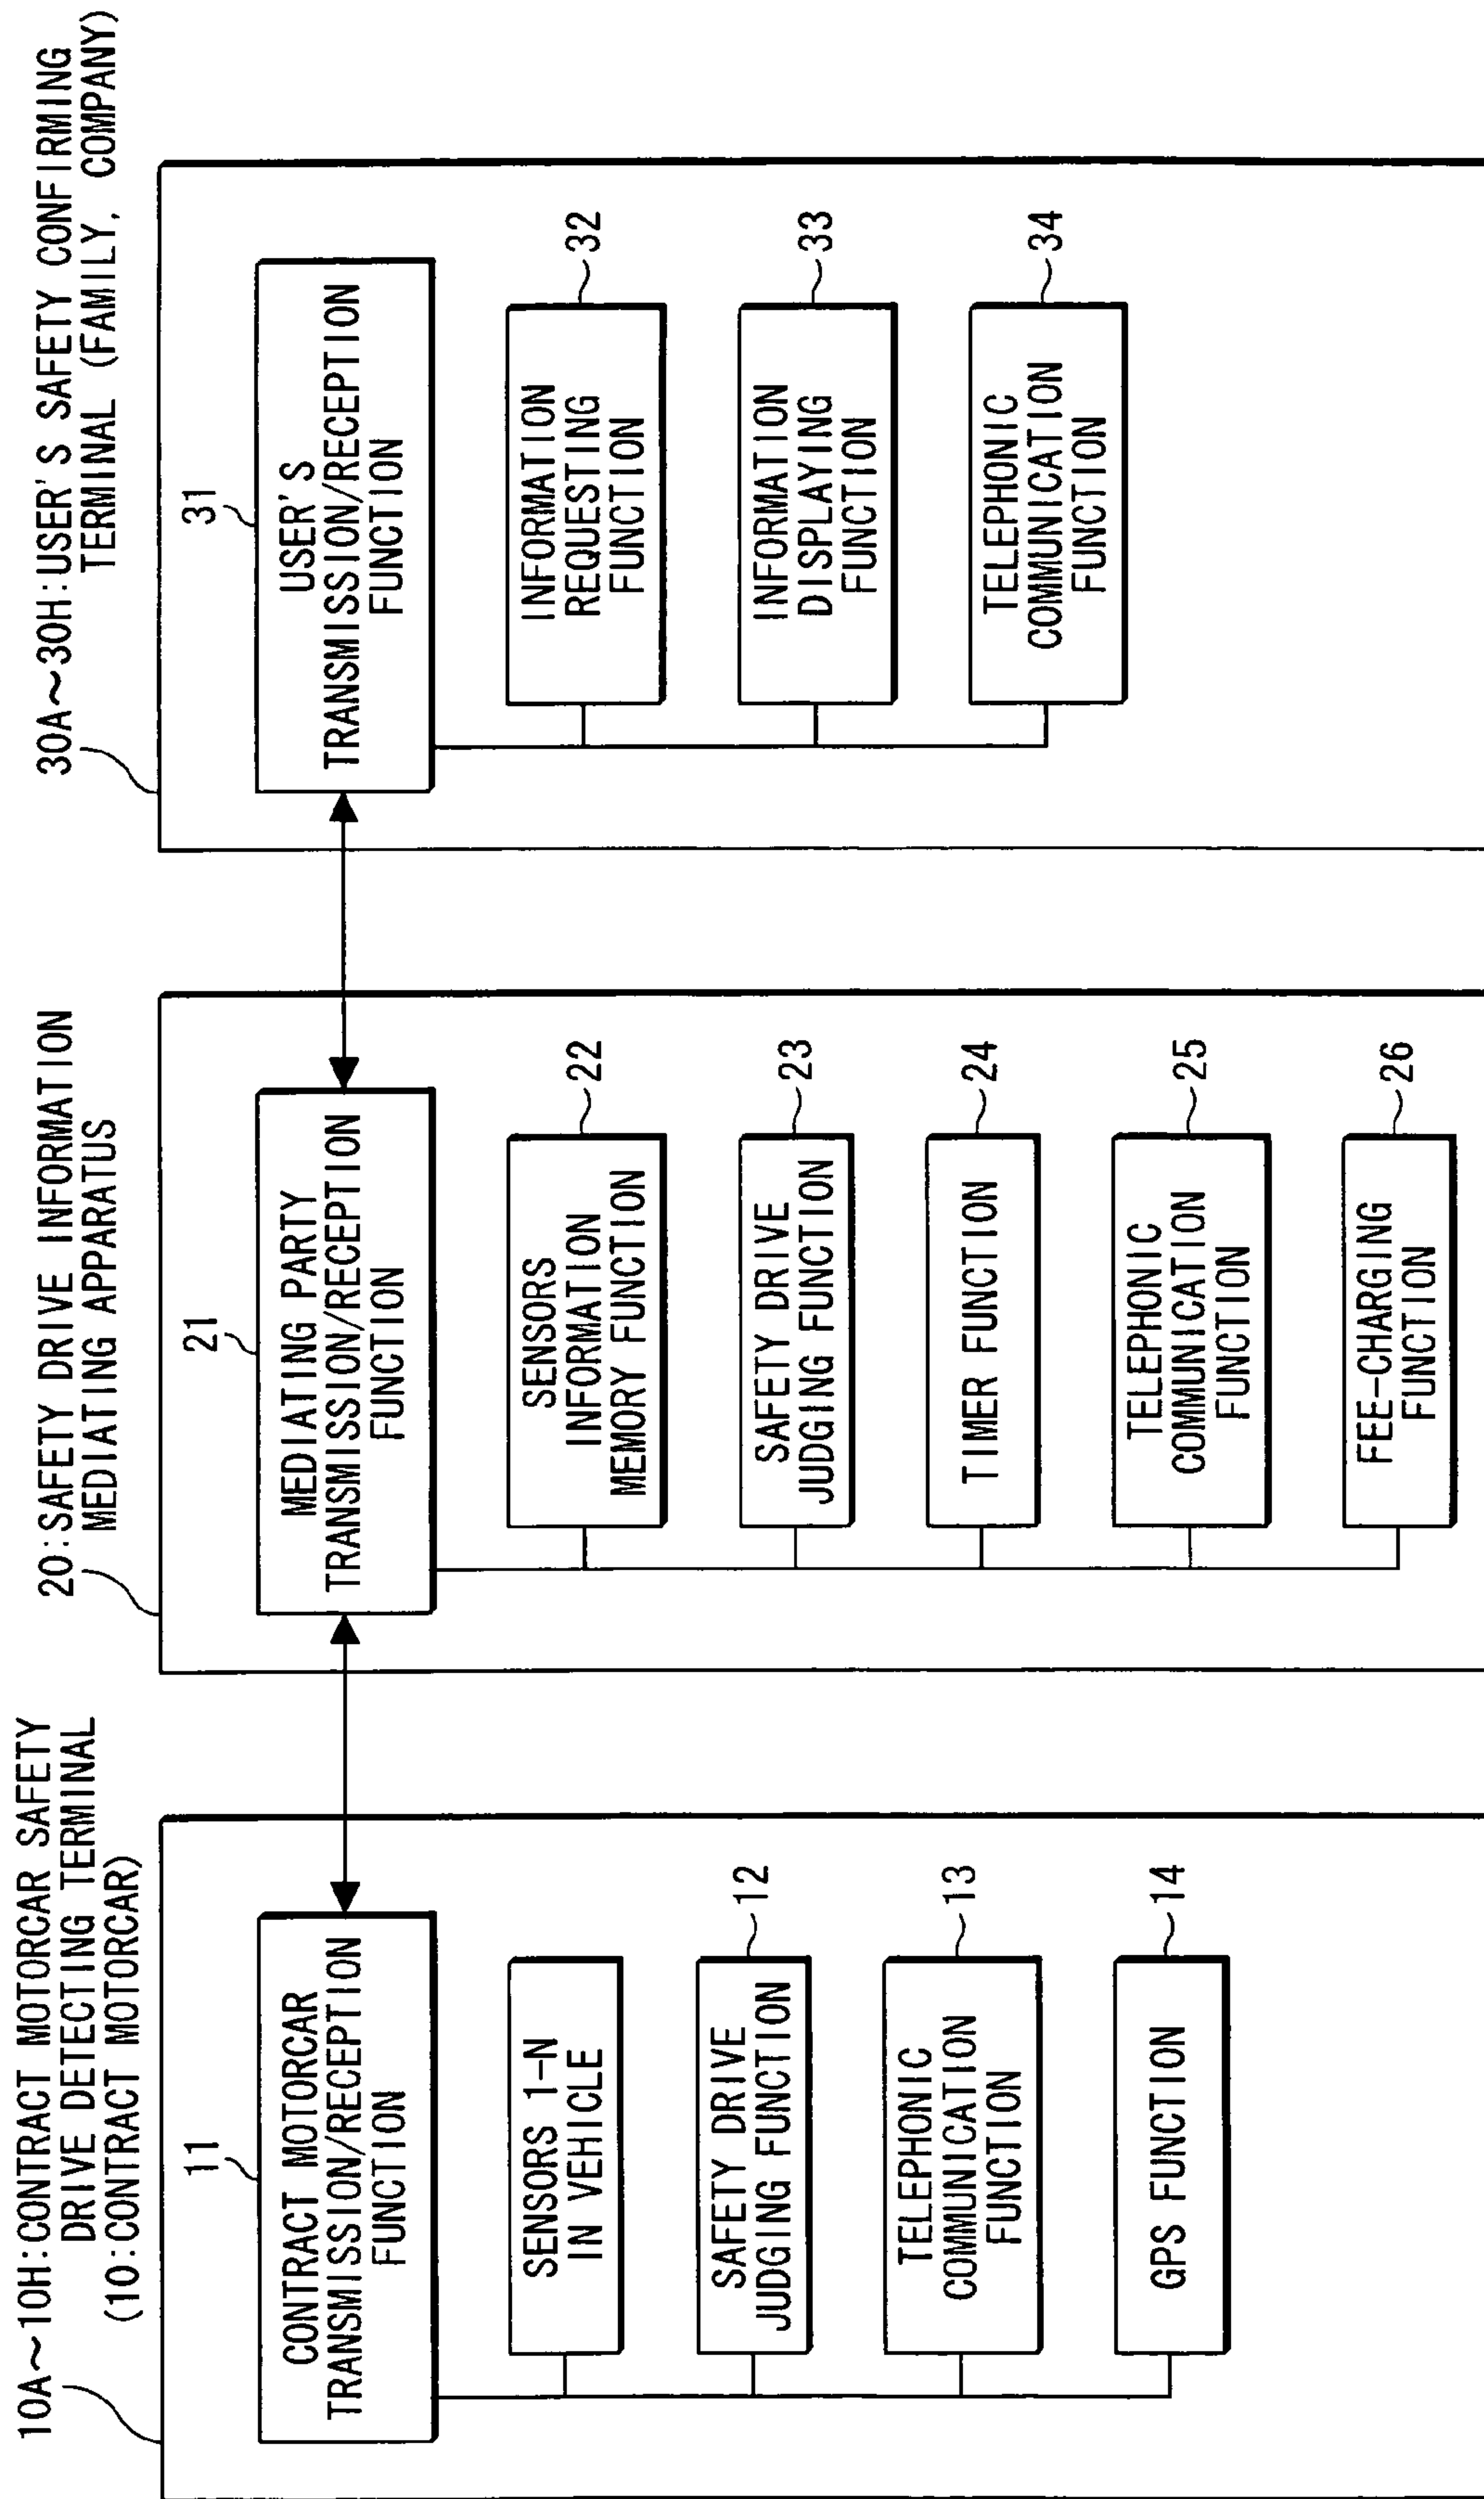 10A~10H:CONTRACT MOTORCAR SAFETY
DRIVE DETECTING TERMINAL
(10:CONTRACT MOTORCAR)
11
CONTRACT MOTORCAR
TRANSMISSION/RECEPTION
FUNCTION
SENSORS 1-N
IN VEHICLE
SAFETY DRIVE
JUDGING FUNCTION
12
TELEPHONIC
COMMUNICATION
FUNCTION
13
GPS FUNCTION
14
20:SAFETY DRIVE INFORMATION
MEDIATING APPARATUS
21
MEDIATING PARTY
TRANSMISSION/RECEPTION
FUNCTION
SENSORS
INFORMATION
MEMORY FUNCTION
22
SAFETY DRIVE
JUDGING FUNCTION
23
TIMER FUNCTION
24
TELEPHONIC
COMMUNICATION
FUNCTION
25
FEE-CHARGING
FUNCTION
26
30A~30H:USER'S SAFETY CONFIRMING
TERMINAL (FAMILY, COMPANY)
31
USER'S
TRANSMISSION/RECEPTION
FUNCTION
INFORMATION
REQUESTING
FUNCTION
32
INFORMATION
DISPLAYING
FUNCTION
33
TELEPHONIC
COMMUNICATION
FUNCTION
34